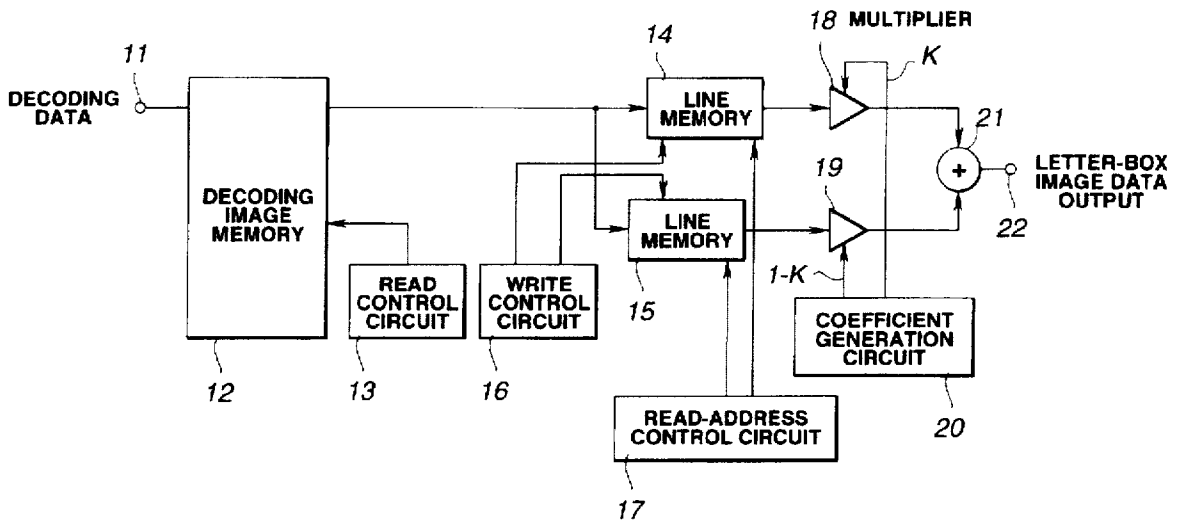 18 MULTIPLIER
14
K
11
DECODING
DATA
LINE
MEMORY
21
19
LETTER-BOX
IMAGE DATA
OUTPUT
+
DECODING
IMAGE
MEMORY
LINE
MEMORY
22
1-K
READ
CONTROL
CIRCUIT
WRITE
CONTROL
CIRCUIT
15
COEFFICIENT
GENERATION
CIRCUIT
12
13
16
20
READ-ADDRESS
CONTROL CIRCUIT
17